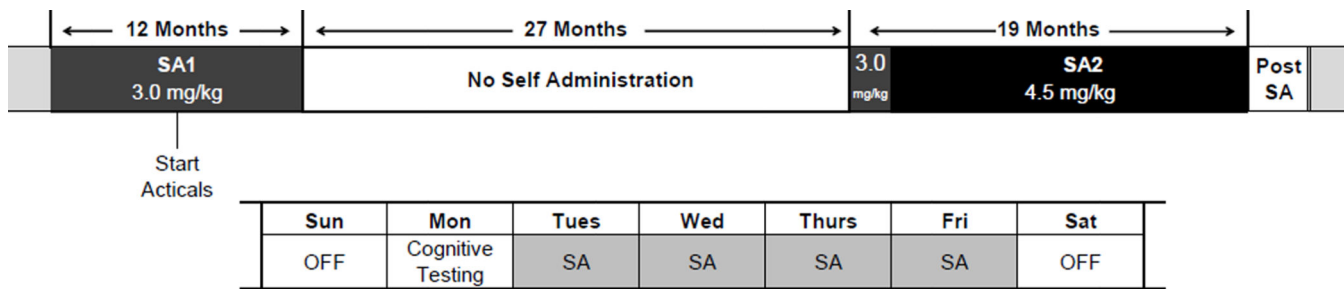 12 Months
27 Months
19 Months
SA1
3.0 mg/kg
No Self Administration
3.0
mg/kg
SA2
4.5 mg/kg
Post
SA
Start
Acticals
Sun Mon Tues Wed Thurs Fri Sat
OFF Cognitive Testing SA SA SA SA OFF